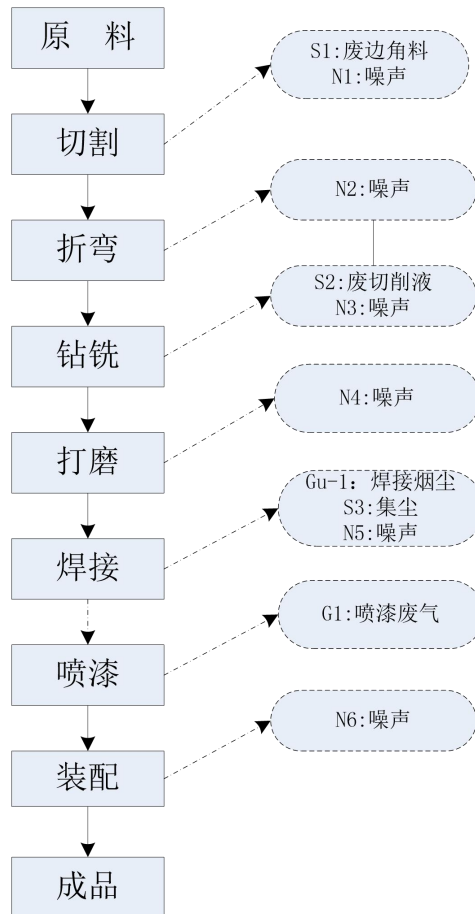 原 料
S1:废边角料
N1:噪声
切割
N2:噪声
折弯
S2:废切削液
N3:噪声
钻铣
N4:噪声
打磨
Gu-1: 焊接烟尘
S3:集尘
N5:噪声
焊接
G1:喷漆废气
喷漆
N6:噪声
装配
成品